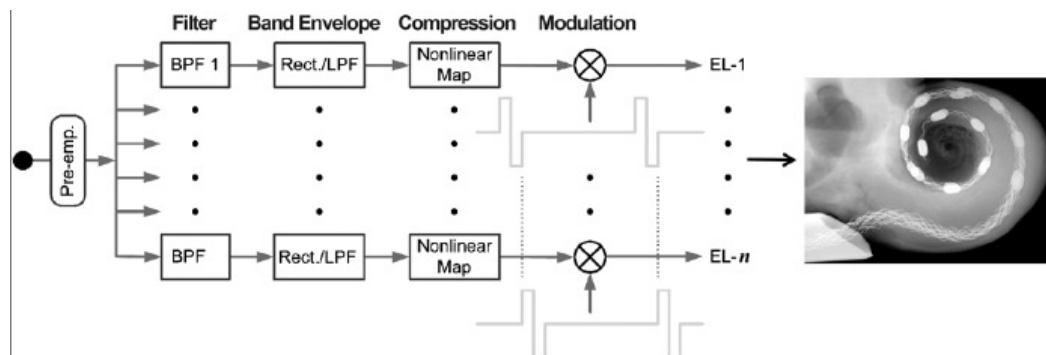 Filter Band Envelope Compression Modulation
BPF 1 Rect./LPF Nonlinear
Map EL-1
Pre-emp.
BPF Rect./LPF Nonlinear
Map EL-n